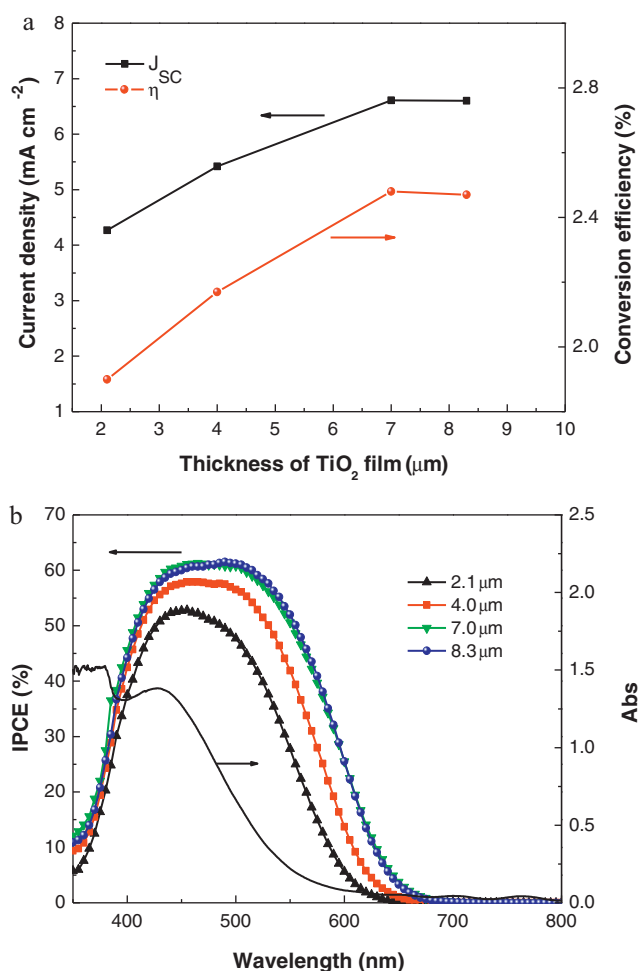 a
8
7
6
5
4
3
2
1
Current density (mA cm⁻²)
J_SC
η
2.8
2.4
2.0
Conversion efficiency (%)
2 3 4 5 6 7 8 9 10
Thickness of TiO₂ film (μm)
b
70
60
50
40
30
20
10
0
IPCE (%)
2.1 μm
4.0 μm
7.0 μm
8.3 μm
2.5
2.0
1.5
1.0
0.5
0.0
Abs
400 500 600 700 800
Wavelength (nm)